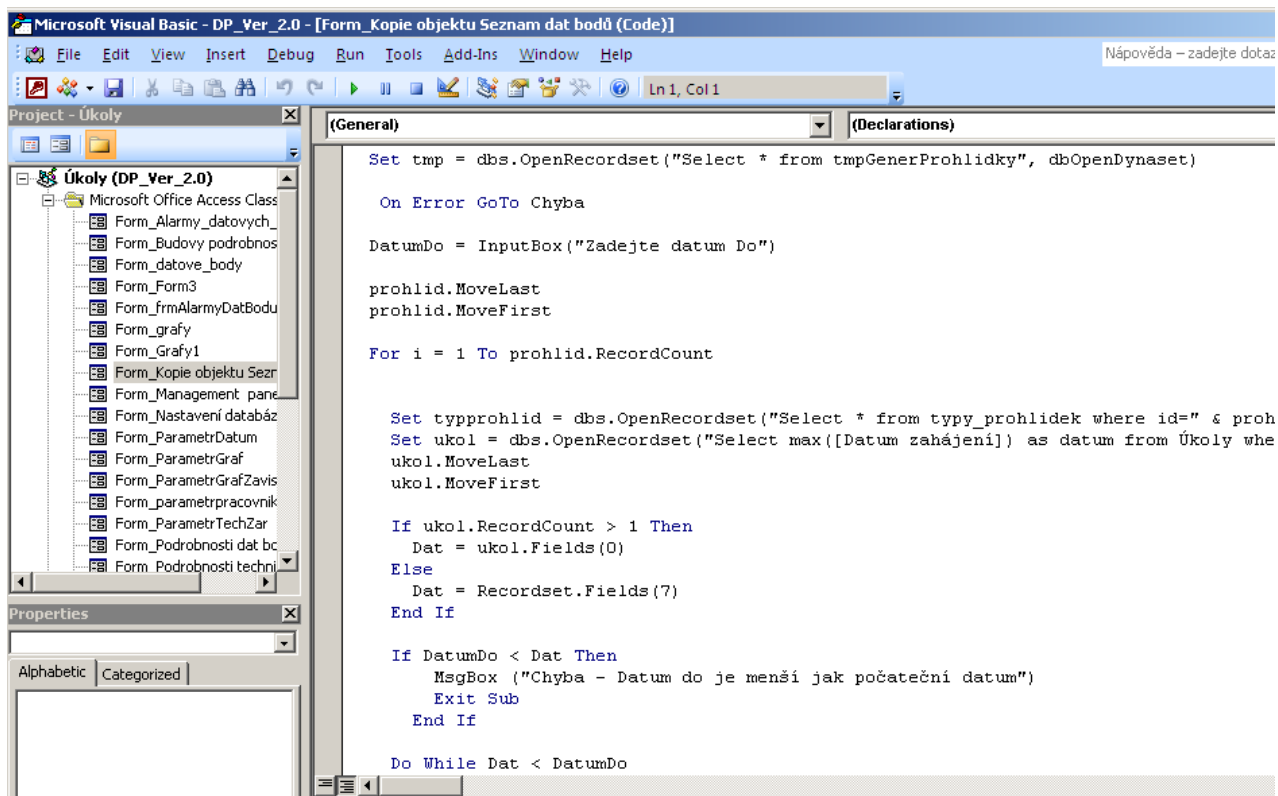 Microsoft Visual Basic - DP_Ver_2.0 - [Form_Kopie objektu Seznam dat bodů (Code)]
File Edit View Insert Debug Run Tools Add-Ins Window Help
Nápověda – zadejte dotaz
Ln 1, Col 1
Project - Úkoly
(General)
(Declarations)
Úkoly (DP_Ver_2.0)
Microsoft Office Access Class
Form_Alarmy_datovych_
Form_Budovy podrobnos
Form_datove_body
Form_Form3
Form_frmAlarmyDatBodu
Form_grafy
Form_Grafy1
Form_Kopie objektu Sezr
Form_Management pane
Form_Nastavení databáz
Form_ParametrDatum
Form_ParametrGraf
Form_ParametrGrafZavis
Form_parametrpracovnik
Form_ParametrTechZar
Form_Podrobnosti dat bo
Form_Podrobnosti techni
Properties
Alphabetic Categorized
Set tmp = dbs.OpenRecordset("Select * from tmpGenerProhlidky", dbOpenDynaset)
On Error GoTo Chyba
DatumDo = InputBox("Zadejte datum Do")
prohlid.MoveLast
prohlid.MoveFirst
For i = 1 To prohlid.RecordCount
Set typprohlid = dbs.OpenRecordset("Select * from typy_prohlidek where id=" & proh
Set ukol = dbs.OpenRecordset("Select max([Datum zahájení]) as datum from Úkoly whe
ukol.MoveLast
ukol.MoveFirst
If ukol.RecordCount > 1 Then
Dat = ukol.Fields(0)
Else
Dat = Recordset.Fields(7)
End If
If DatumDo < Dat Then
MsgBox ("Chyba - Datum do je menší jak počateční datum")
Exit Sub
End If
Do While Dat < DatumDo